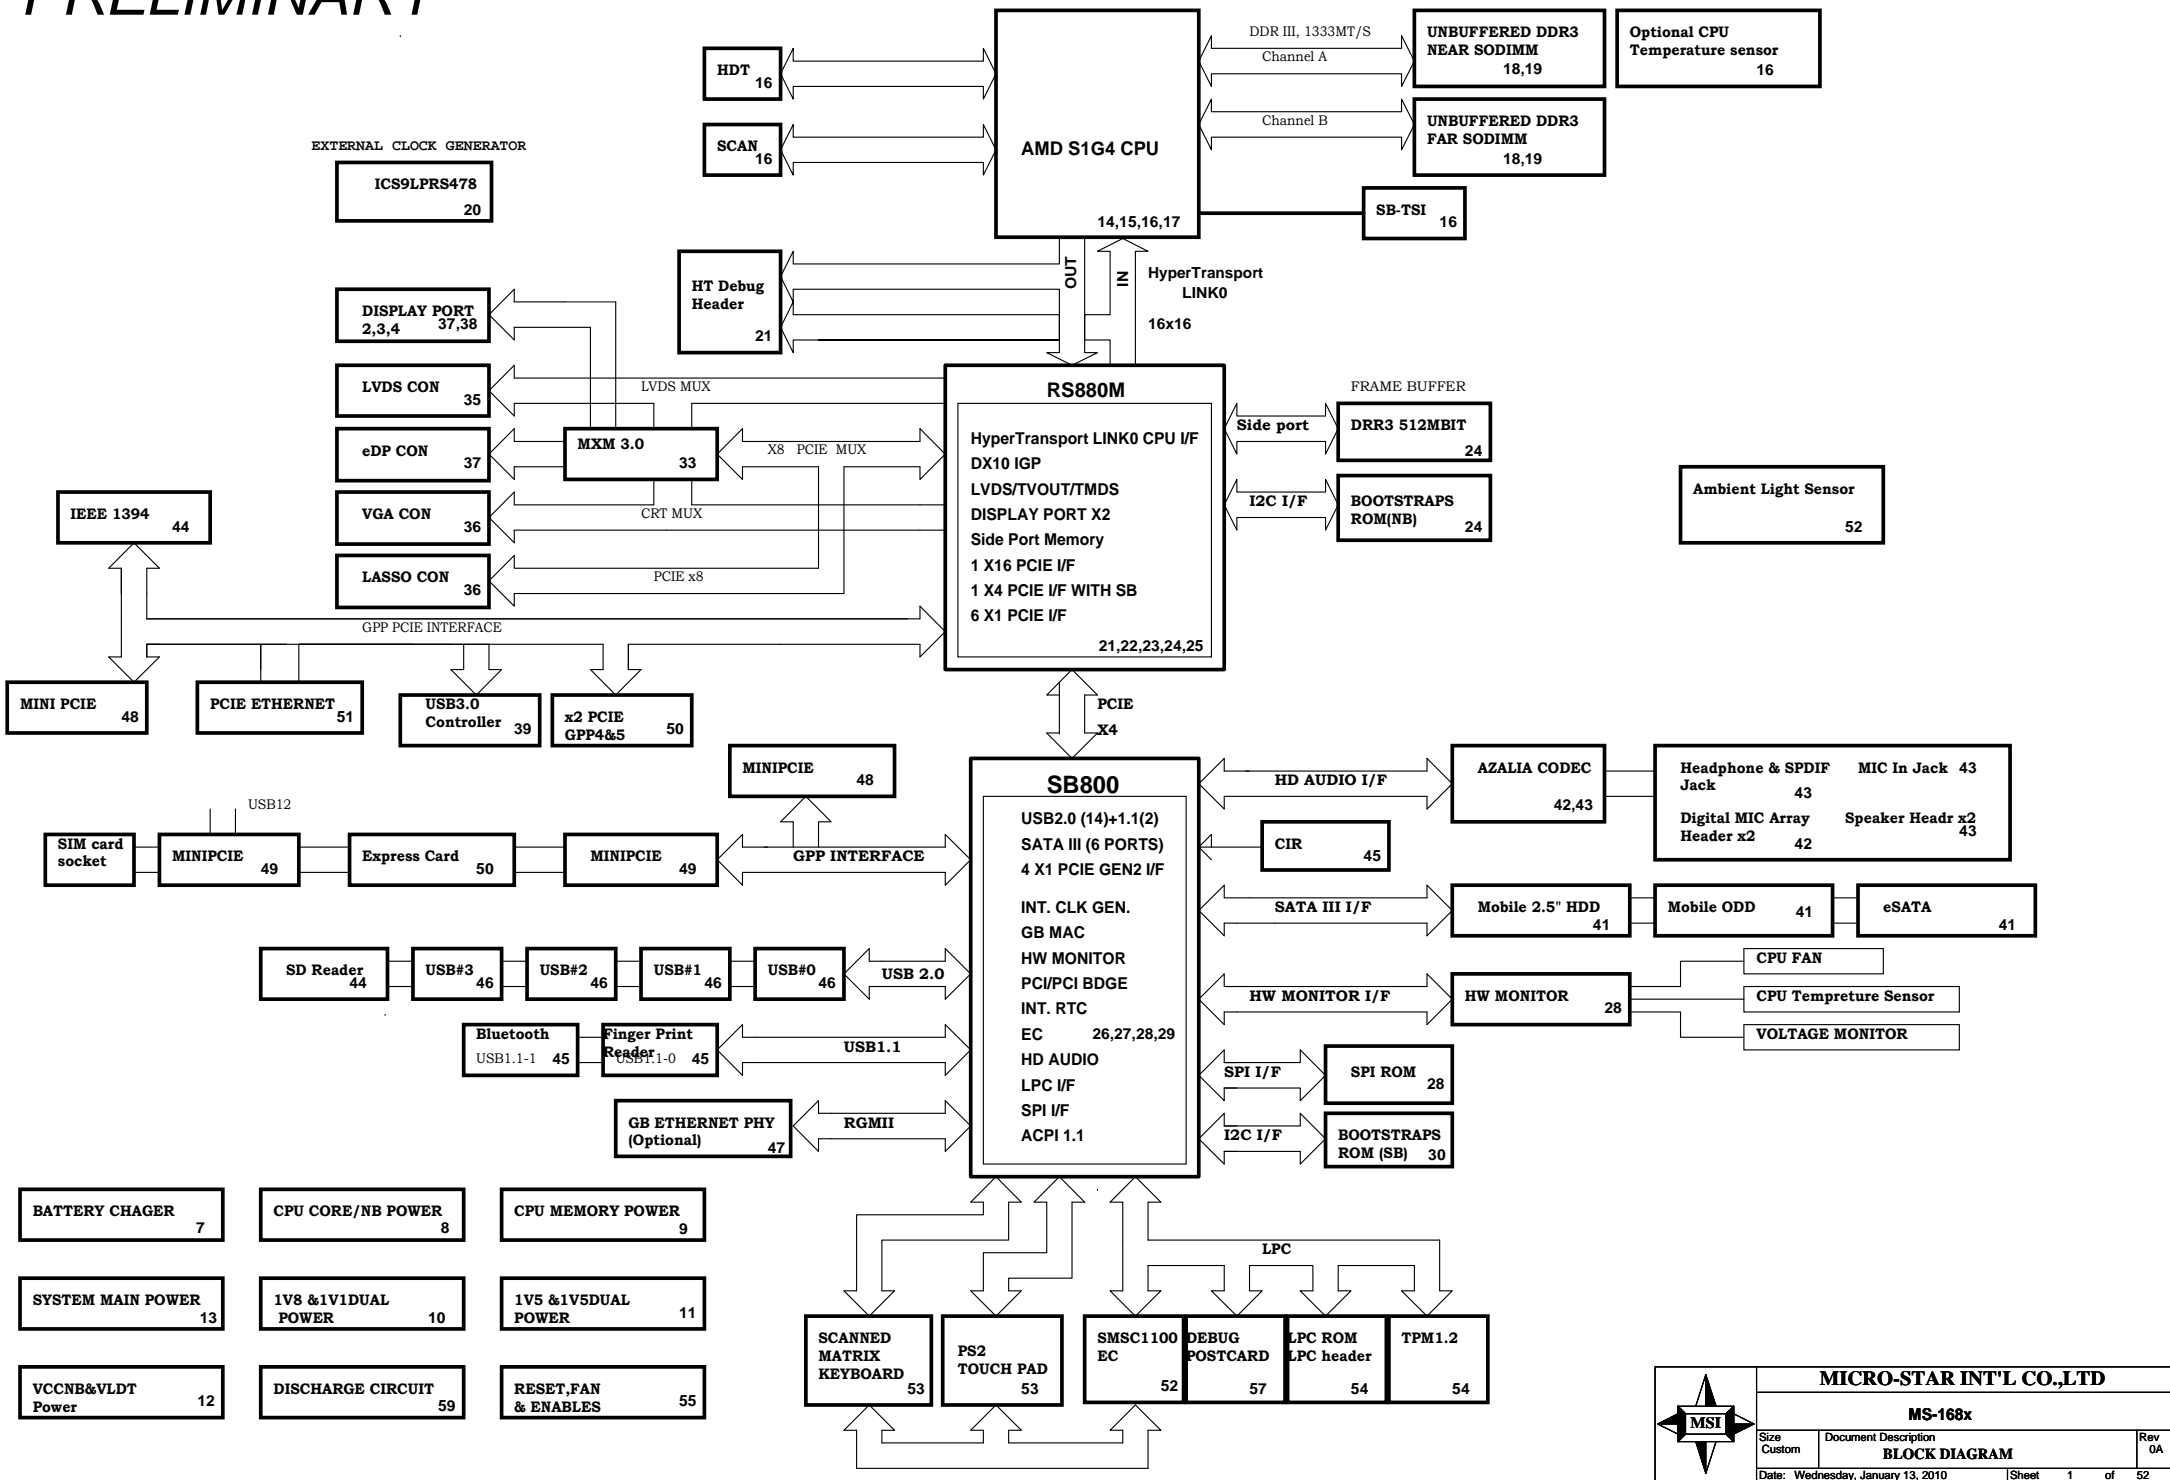 PRELIMINARY
HDT
16
SCAN
16
AMD S1G4 CPU
14,15,16,17
DDR III, 1333MT/S
Channel A
Channel B
UNBUFFERED DDR3
NEAR SODIMM
18,19
Optional CPU
Temperature sensor
16
UNBUFFERED DDR3
FAR SODIMM
18,19
SB-TSI
16
EXTERNAL CLOCK GENERATOR
ICS9LPRS478
20
HT Debug
Header
21
OUT
IN
HyperTransport
LINK0
16x16
DISPLAY PORT
2,3,4
37,38
LVDS CON
35
LVDS MUX
eDP CON
37
MXM 3.0
33
X8 PCIE MUX
VGA CON
36
CRT MUX
LASSO CON
36
PCIE x8
RS880M
HyperTransport LINK0 CPU I/F
DX10 IGP
LVDS/TVOUT/TMDS
DISPLAY PORT X2
Side Port Memory
1 X16 PCIE I/F
1 X4 PCIE I/F WITH SB
6 X1 PCIE I/F
21,22,23,24,25
FRAME BUFFER
Side port
DRR3 512MBIT
24
I2C I/F
BOOTSTRAPS
ROM(NB)
24
Ambient Light Sensor
52
IEEE 1394
44
GPP PCIE INTERFACE
MINI PCIE
48
PCIE ETHERNET
51
USB3.0
Controller
39
x2 PCIE
GPP4&5
50
PCIE
X4
MINIPCIE
48
USB12
SIM card
socket
MINIPCIE
49
Express Card
50
MINIPCIE
49
GPP INTERFACE
SD Reader
44
USB#3
46
USB#2
46
USB#1
46
USB#0
46
USB 2.0
Bluetooth
USB1.1-1
45
Finger Print
Reader
USB1.1-0
45
USB1.1
GB ETHERNET PHY
(Optional)
47
RGMII
SB800
USB2.0 (14)+1.1(2)
SATA III (6 PORTS)
4 X1 PCIE GEN2 I/F
INT. CLK GEN.
GB MAC
HW MONITOR
PCI/PCI BDGE
INT. RTC
EC
26,27,28,29
HD AUDIO
LPC I/F
SPI I/F
ACPI 1.1
HD AUDIO I/F
AZALIA CODEC
42,43
Headphone & SPDIF
Jack
43
MIC In Jack 43
Digital MIC Array
Header x2
42
Speaker Headr x2
43
CIR
45
SATA III I/F
Mobile 2.5" HDD
41
Mobile ODD
41
eSATA
41
HW MONITOR I/F
HW MONITOR
28
CPU FAN
CPU Tempreture Sensor
VOLTAGE MONITOR
SPI I/F
SPI ROM
28
I2C I/F
BOOTSTRAPS
ROM (SB)
30
BATTERY CHAGER
7
CPU CORE/NB POWER
8
CPU MEMORY POWER
9
SYSTEM MAIN POWER
13
1V8 &1V1DUAL
POWER
10
1V5 &1V5DUAL
POWER
11
VCCNB&VLDT
Power
12
DISCHARGE CIRCUIT
59
RESET,FAN
& ENABLES
55
LPC
SCANNED
MATRIX
KEYBOARD
53
PS2
TOUCH PAD
53
SMSC1100
EC
52
DEBUG
POSTCARD
57
LPC ROM
LPC header
54
TPM1.2
54
MSI
MICRO-STAR INT'L CO.,LTD
MS-168x
Size
Custom
Document Description
BLOCK DIAGRAM
Rev
0A
Date: Wednesday, January 13, 2010
Sheet 1 of 52